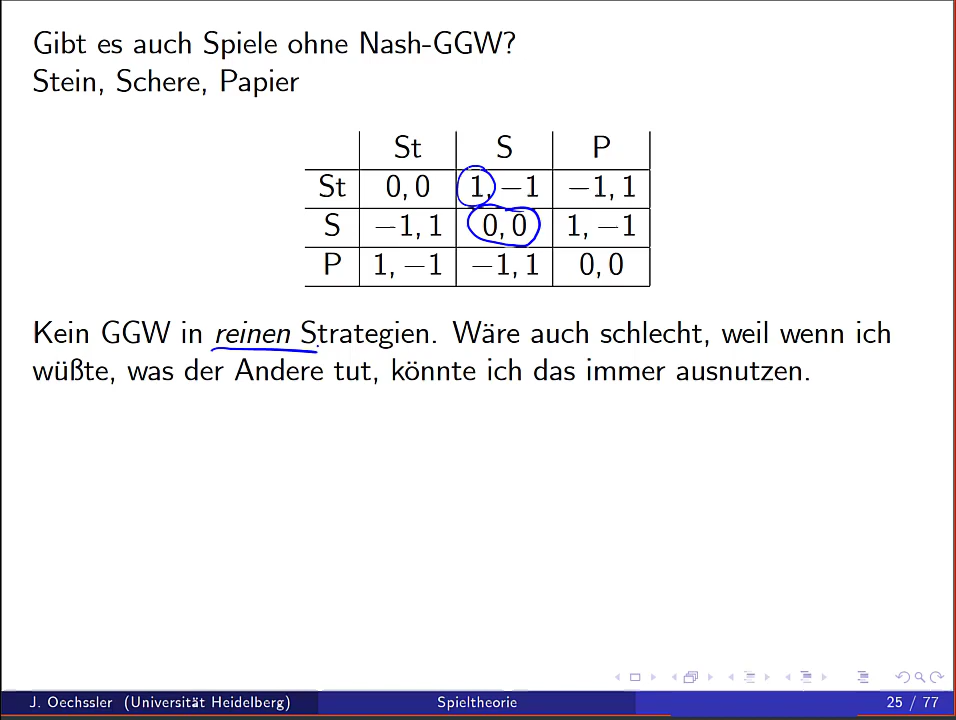 Gibt es auch Spiele ohne Nash-GGW?
Stein, Schere, Papier
St S P
St 0, 0 1, −1 −1, 1
S −1, 1 0, 0 1, −1
P 1, −1 −1, 1 0, 0
Kein GGW in reinen Strategien. Wäre auch schlecht, weil wenn ich
wüßte, was der Andere tut, könnte ich das immer ausnutzen.
J. Oechssler (Universität Heidelberg) Spieltheorie 25 / 77